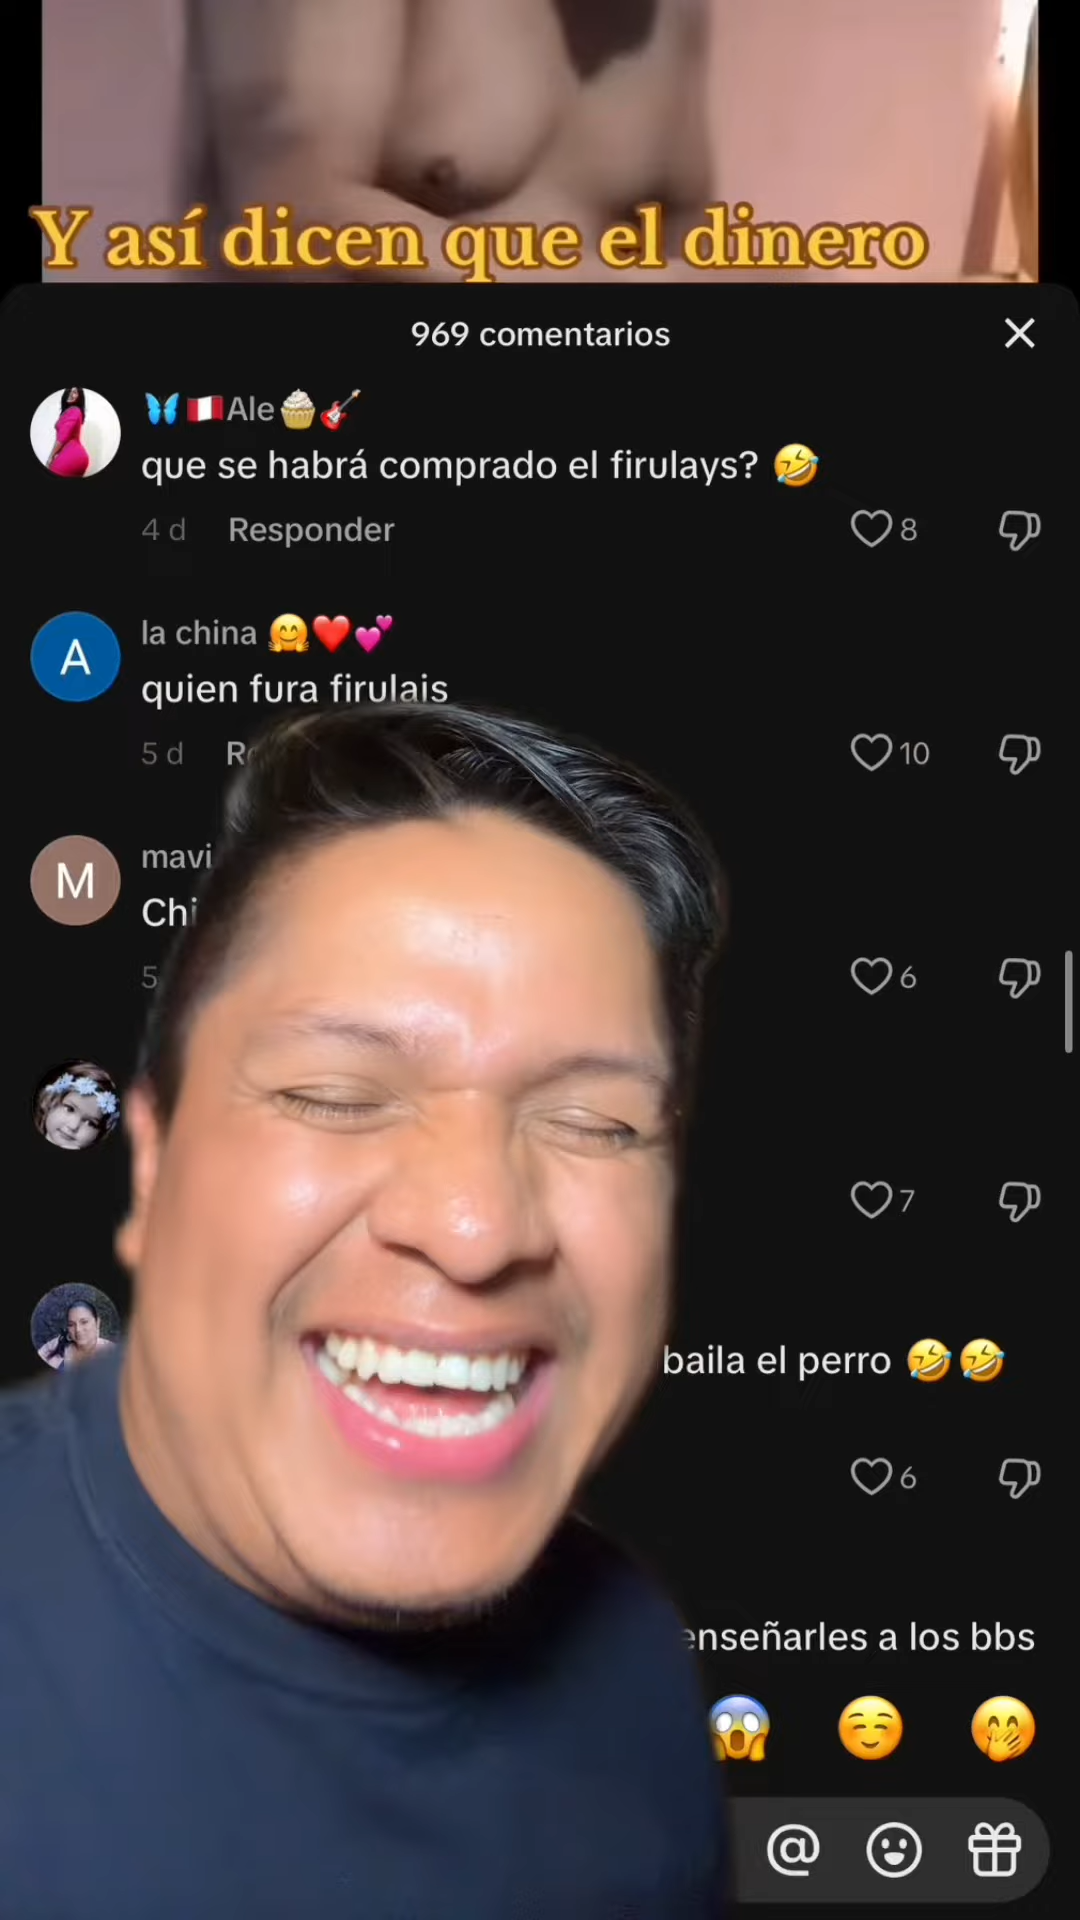 Y así dicen que el dinero
969 comentarios
🦋🇵🇪Ale🧁🎸
que se habrá comprado el firulays? 🤣
4 d Responder
8
A
la china 🤗❤️💕
quien fura firulais
5 d
10
M
mavi
5
6
7
baila el perro 🤣🤣
6
enseñarles a los bbs
😱 ☺️ 🤭
@